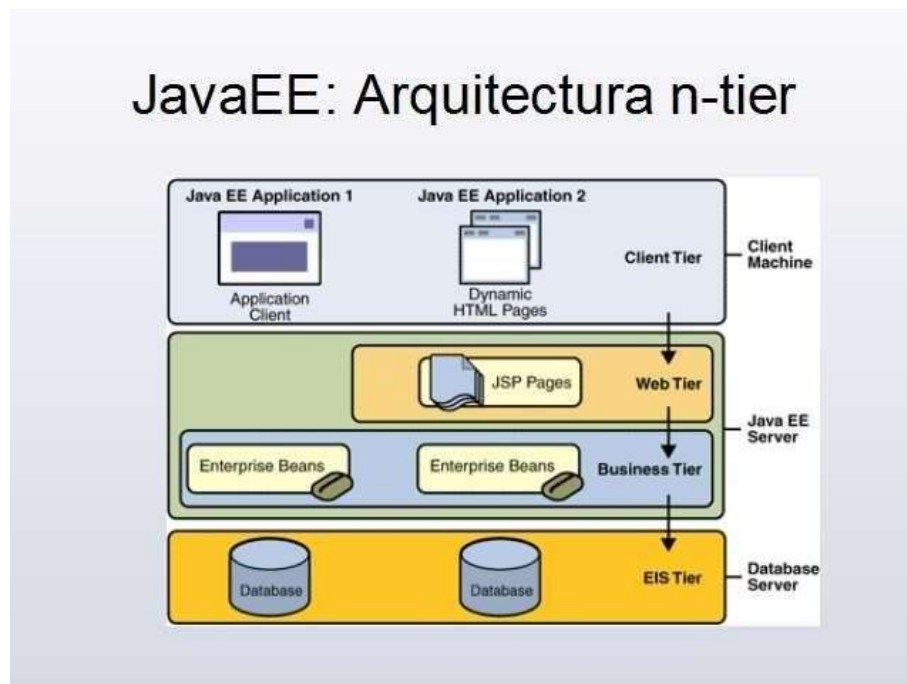 JavaEE: Arquitectura n-tier
Java EE Application 1
Java EE Application 2
Application
Client
Dynamic
HTML Pages
Client Tier
Client
Machine
JSP Pages
Web Tier
Java EE
Server
Enterprise Beans
Enterprise Beans
Business Tier
Database
Database
EIS Tier
Database
Server